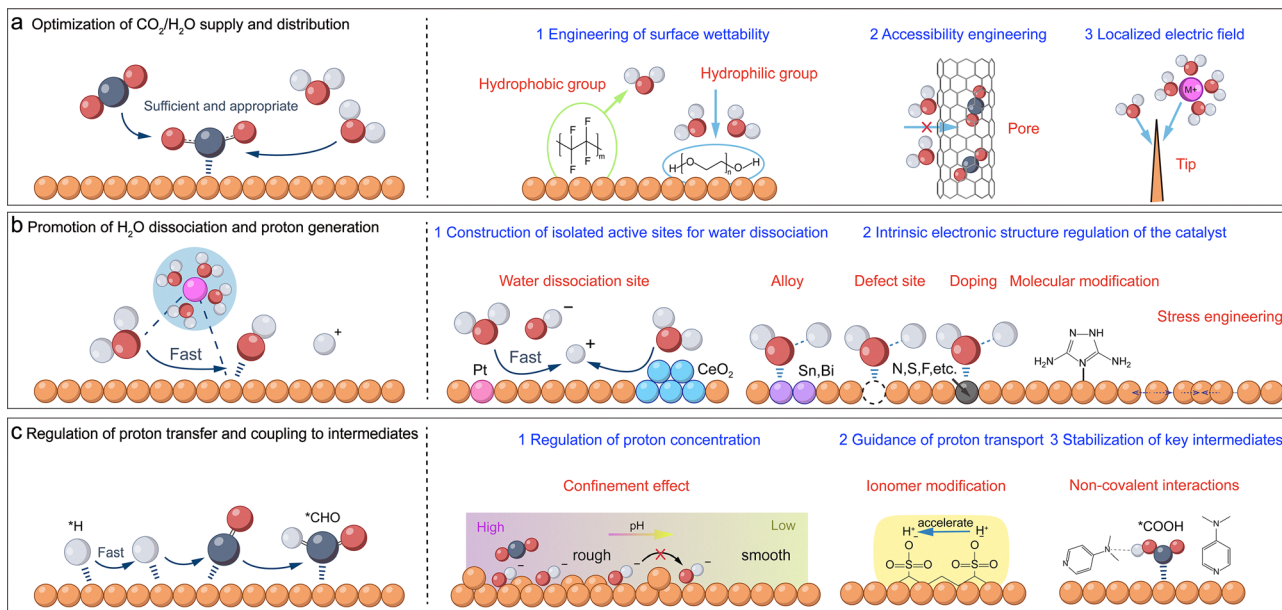 a Optimization of CO₂/H₂O supply and distribution
Sufficient and appropriate
1 Engineering of surface wettability
Hydrophobic group
Hydrophilic group
F F
F F
m
H O O H
n
2 Accessibility engineering
Pore
3 Localized electric field
M+
Tip
b Promotion of H₂O dissociation and proton generation
Fast
+
1 Construction of isolated active sites for water dissociation
Water dissociation site
−
+
Fast
Pt
CeO₂
2 Intrinsic electronic structure regulation of the catalyst
Alloy
Defect site
Doping
Molecular modification
Stress engineering
Sn,Bi
N,S,F,etc.
N NH
H₂N N NH₂
c Regulation of proton transfer and coupling to intermediates
*H
Fast
*CHO
1 Regulation of proton concentration
Confinement effect
High
pH
Low
rough
smooth
− − − −
2 Guidance of proton transport
Ionomer modification
accelerate
H⁺ H⁺
O⁻ O⁻
O=S=O O=S=O
3 Stabilization of key intermediates
Non-covalent interactions
*COOH
N N
N
N